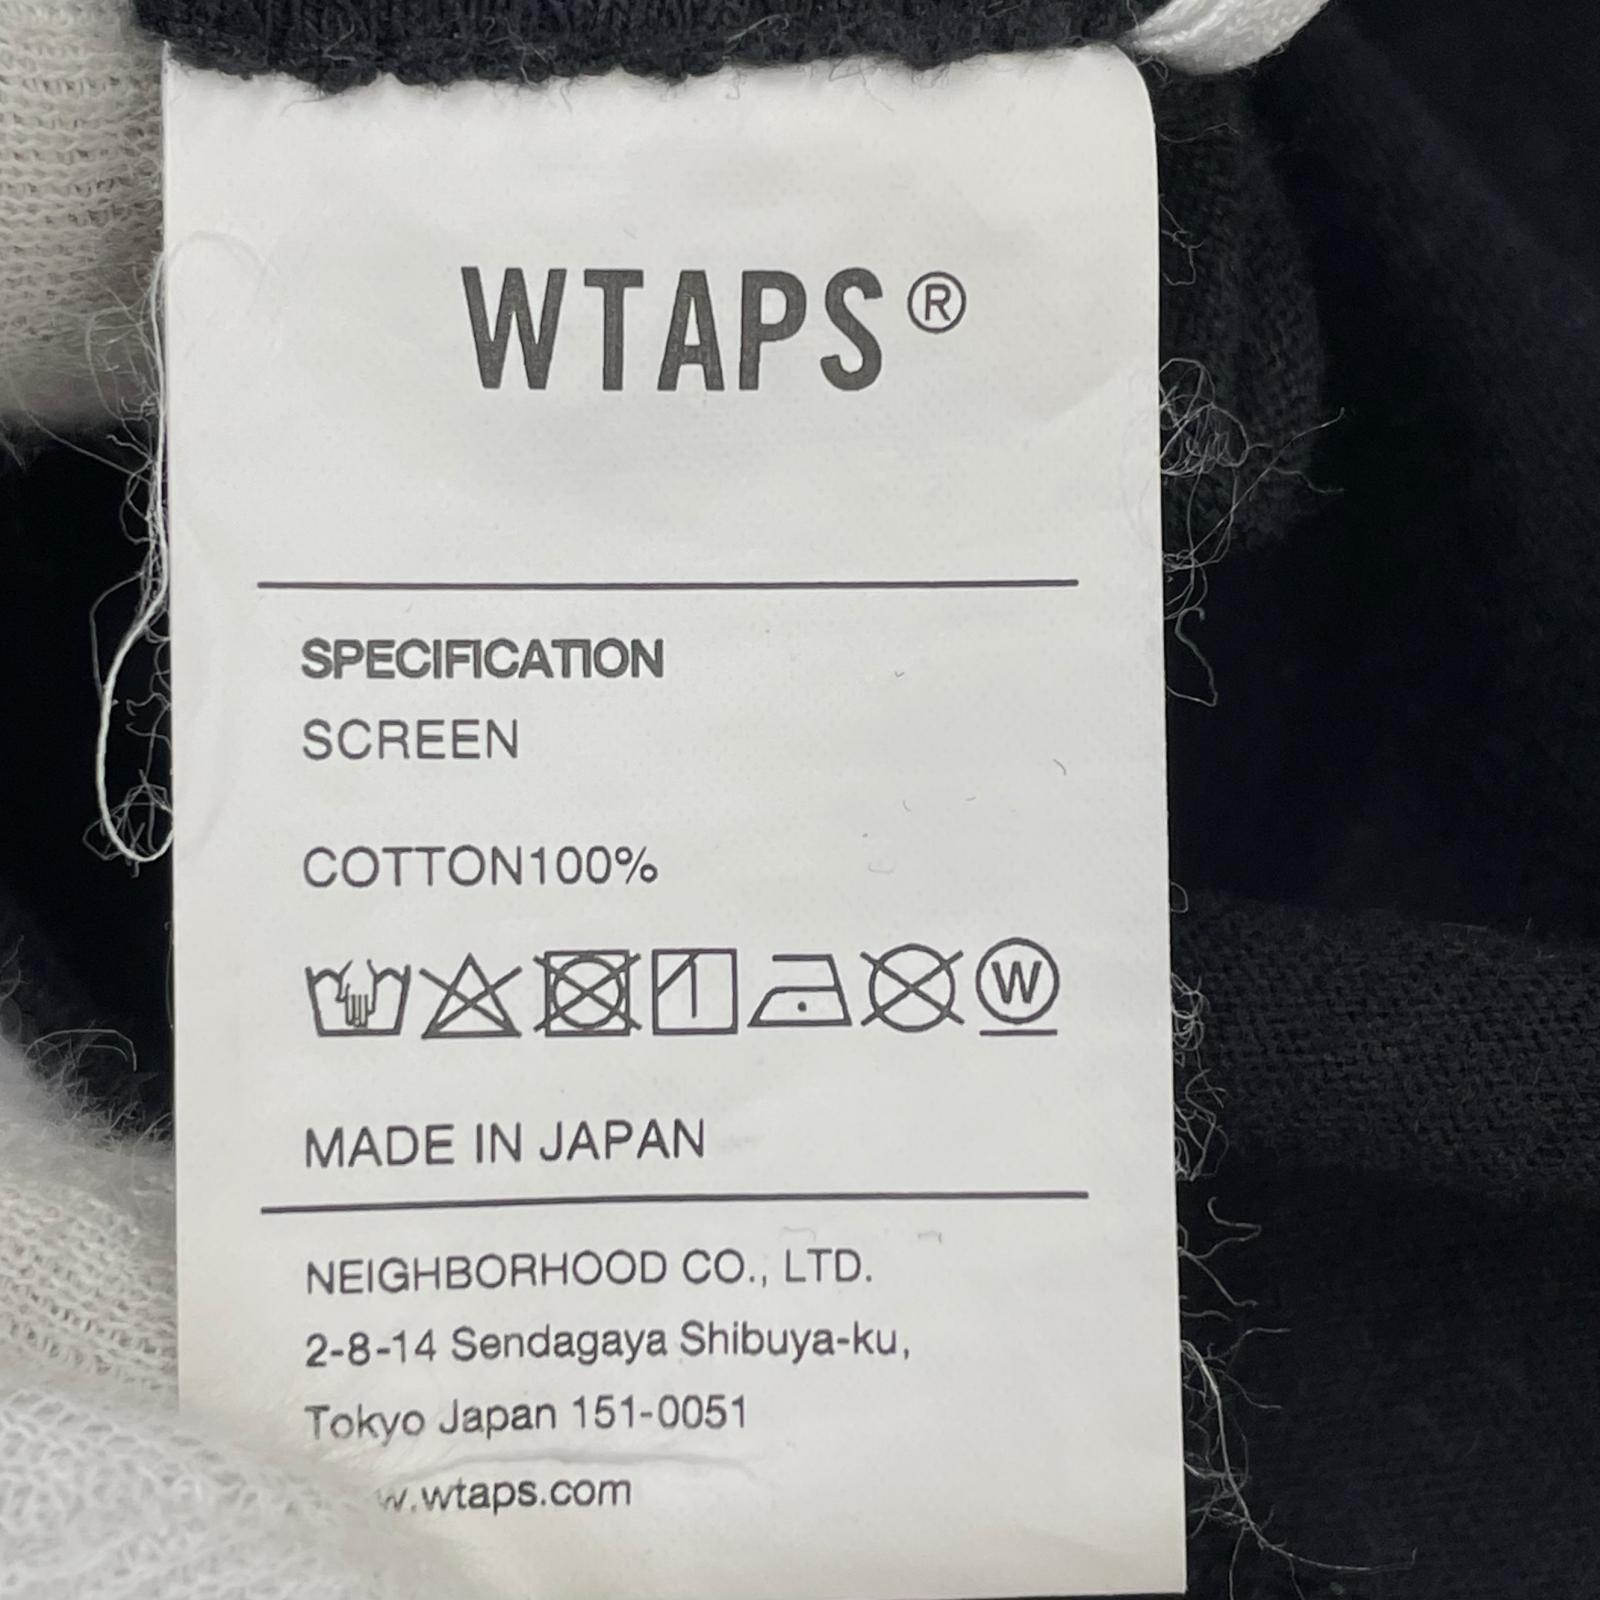 WTAPS®
SPECIFICATION
SCREEN
COTTON100%
1 W
MADE IN JAPAN
NEIGHBORHOOD CO., LTD.
2-8-14 Sendagaya Shibuya-ku,
Tokyo Japan 151-0051
w.wtaps.com